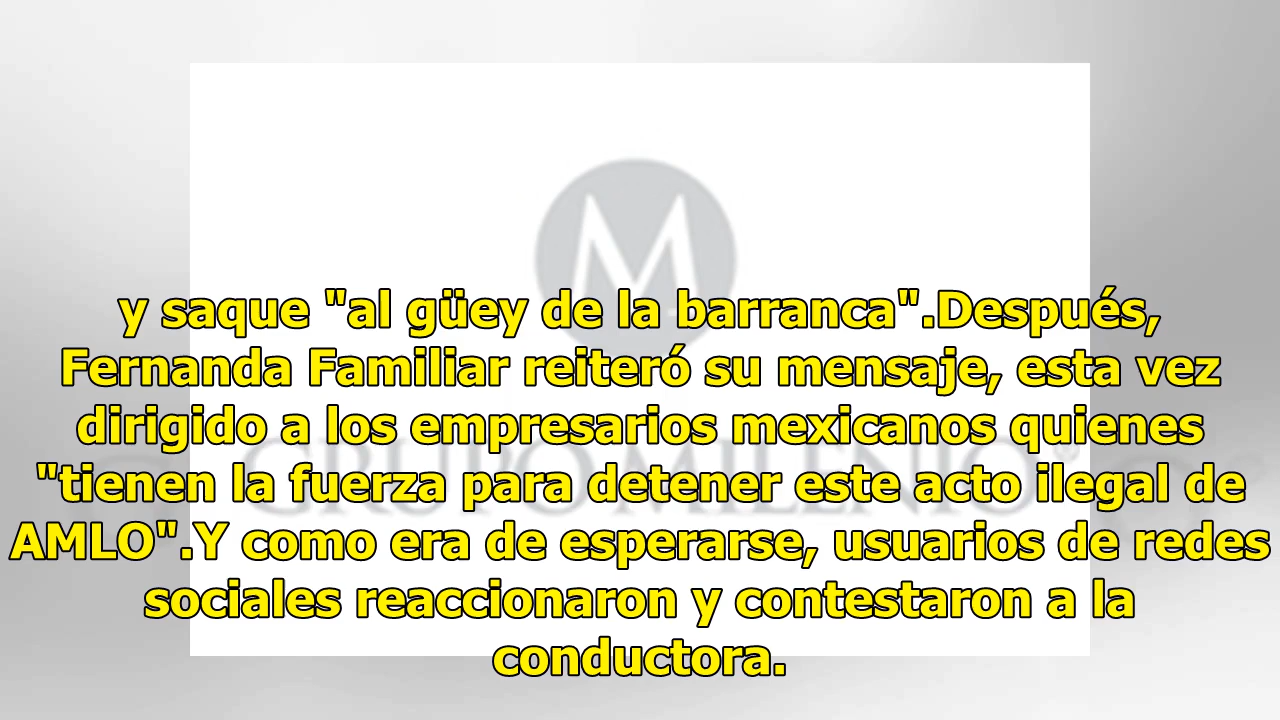 M
y saque "al güey de la barranca".Después,
Fernanda Familiar reiteró su mensaje, esta vez
dirigido a los empresarios mexicanos quienes
GRUPO MILENIO®
"tienen la fuerza para detener este acto ilegal de
AMLO".Y como era de esperarse, usuarios de redes
sociales reaccionaron y contestaron a la
conductora.